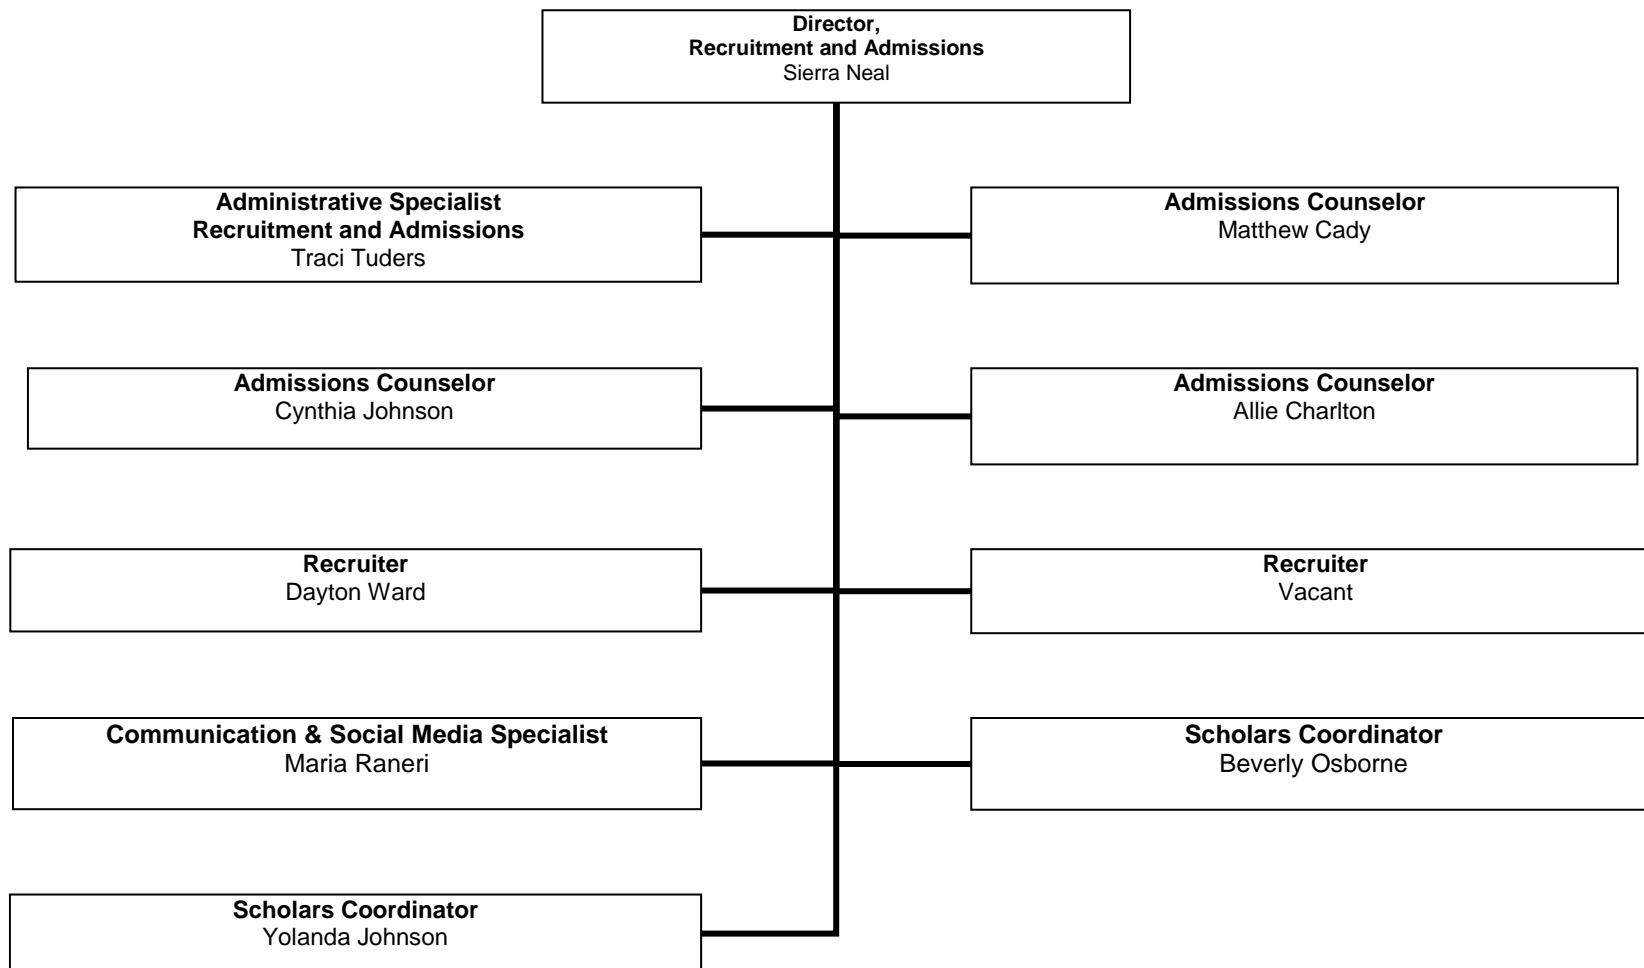 Director,
Recruitment and Admissions
Sierra Neal
Administrative Specialist
Recruitment and Admissions
Traci Tuders
Admissions Counselor
Matthew Cady
Admissions Counselor
Cynthia Johnson
Admissions Counselor
Allie Charlton
Recruiter
Dayton Ward
Recruiter
Vacant
Communication & Social Media Specialist
Maria Raneri
Scholars Coordinator
Beverly Osborne
Scholars Coordinator
Yolanda Johnson